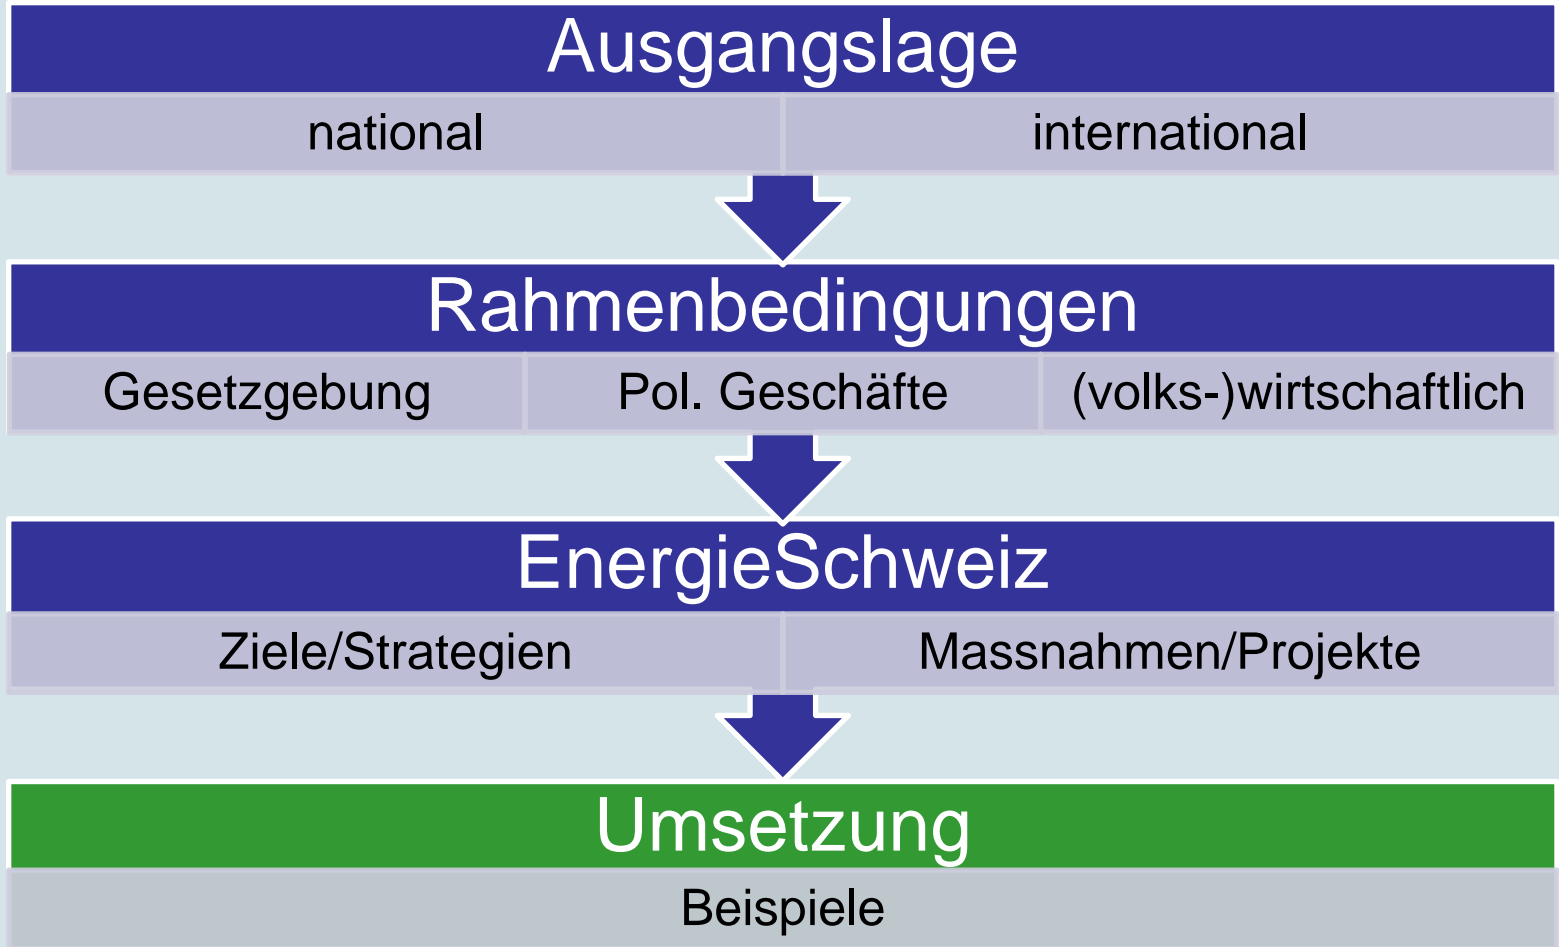 Ausgangslage
national international
Rahmenbedingungen
Gesetzgebung Pol. Geschäfte (volks-)wirtschaftlich
EnergieSchweiz
Ziele/Strategien Massnahmen/Projekte
Umsetzung
Beispiele